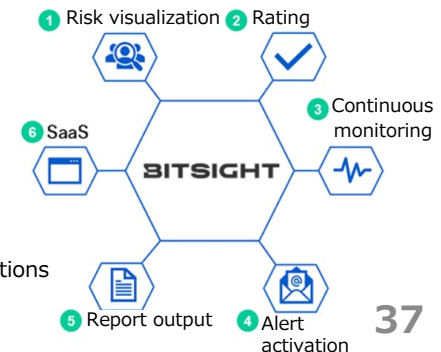 1 Risk visualization
2 Rating
3 Continuous
monitoring
6 SaaS
BITSIGHT
tions
5 Report output
4 Alert
activation
37